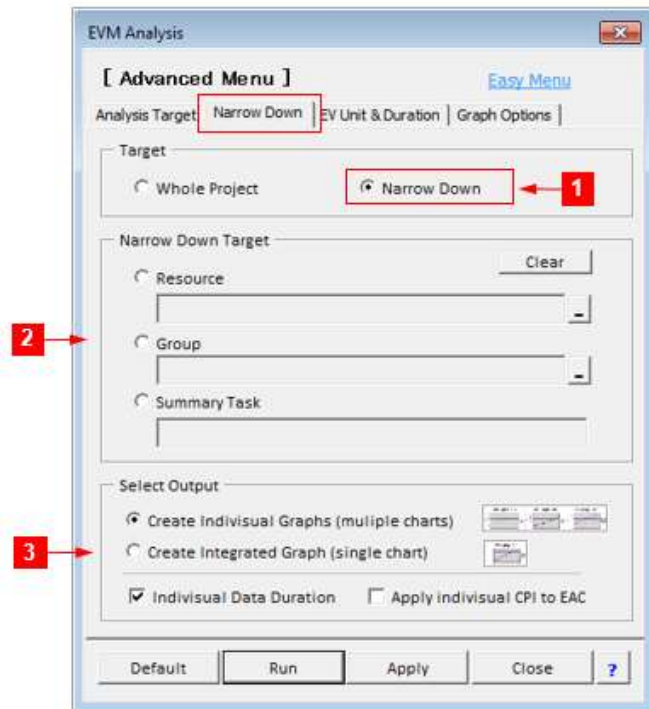 EVM Analysis
[ Advanced Menu ] Easy Menu
Analysis Target Narrow Down EV Unit & Duration Graph Options
Target
Whole Project Narrow Down 1
Narrow Down Target
Clear
Resource
2 Group
Summary Task
Select Output
Create Indivisual Graphs (muliple charts)
3 Create Integrated Graph (single chart)
Indivisual Data Duration Apply indivisual CPI to EAC
Default Run Apply Close ?